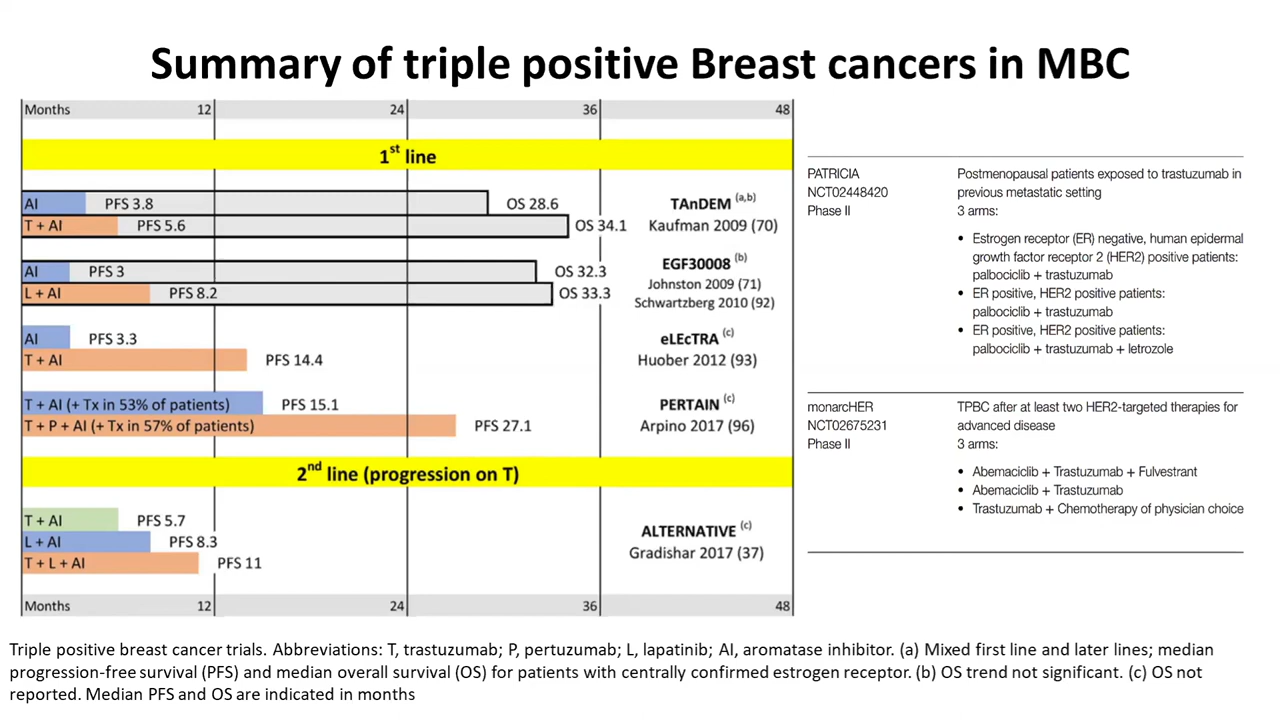 Summary of triple positive Breast cancers in MBC
Months 12 24 36 48
1st line
AI PFS 3.8 OS 28.6 TAnDEM (a,b)
T + AI PFS 5.6 OS 34.1 Kaufman 2009 (70)
AI PFS 3 OS 32.3 EGF30008 (b)
Johnston 2009 (71)
L + AI PFS 8.2 OS 33.3 Schwartzberg 2010 (92)
AI PFS 3.3 eLEcTRA (c)
T + AI PFS 14.4 Huober 2012 (93)
T + AI (+ Tx in 53% of patients) PFS 15.1 PERTAIN (c)
T + P + AI (+ Tx in 57% of patients) PFS 27.1 Arpino 2017 (96)
2nd line (progression on T)
T + AI PFS 5.7
L + AI PFS 8.3 ALTERNATIVE (c)
Gradishar 2017 (37)
T + L + AI PFS 11
Months 12 24 36 48
PATRICIA
NCT02448420
Phase II
Postmenopausal patients exposed to trastuzumab in
previous metastatic setting
3 arms:
• Estrogen receptor (ER) negative, human epidermal
growth factor receptor 2 (HER2) positive patients:
palbociclib + trastuzumab
• ER positive, HER2 positive patients:
palbociclib + trastuzumab
• ER positive, HER2 positive patients:
palbociclib + trastuzumab + letrozole
monarcHER
NCT02675231
Phase II
TPBC after at least two HER2-targeted therapies for
advanced disease
3 arms:
• Abemaciclib + Trastuzumab + Fulvestrant
• Abemaciclib + Trastuzumab
• Trastuzumab + Chemotherapy of physician choice
Triple positive breast cancer trials. Abbreviations: T, trastuzumab; P, pertuzumab; L, lapatinib; AI, aromatase inhibitor. (a) Mixed first line and later lines; median
progression-free survival (PFS) and median overall survival (OS) for patients with centrally confirmed estrogen receptor. (b) OS trend not significant. (c) OS not
reported. Median PFS and OS are indicated in months